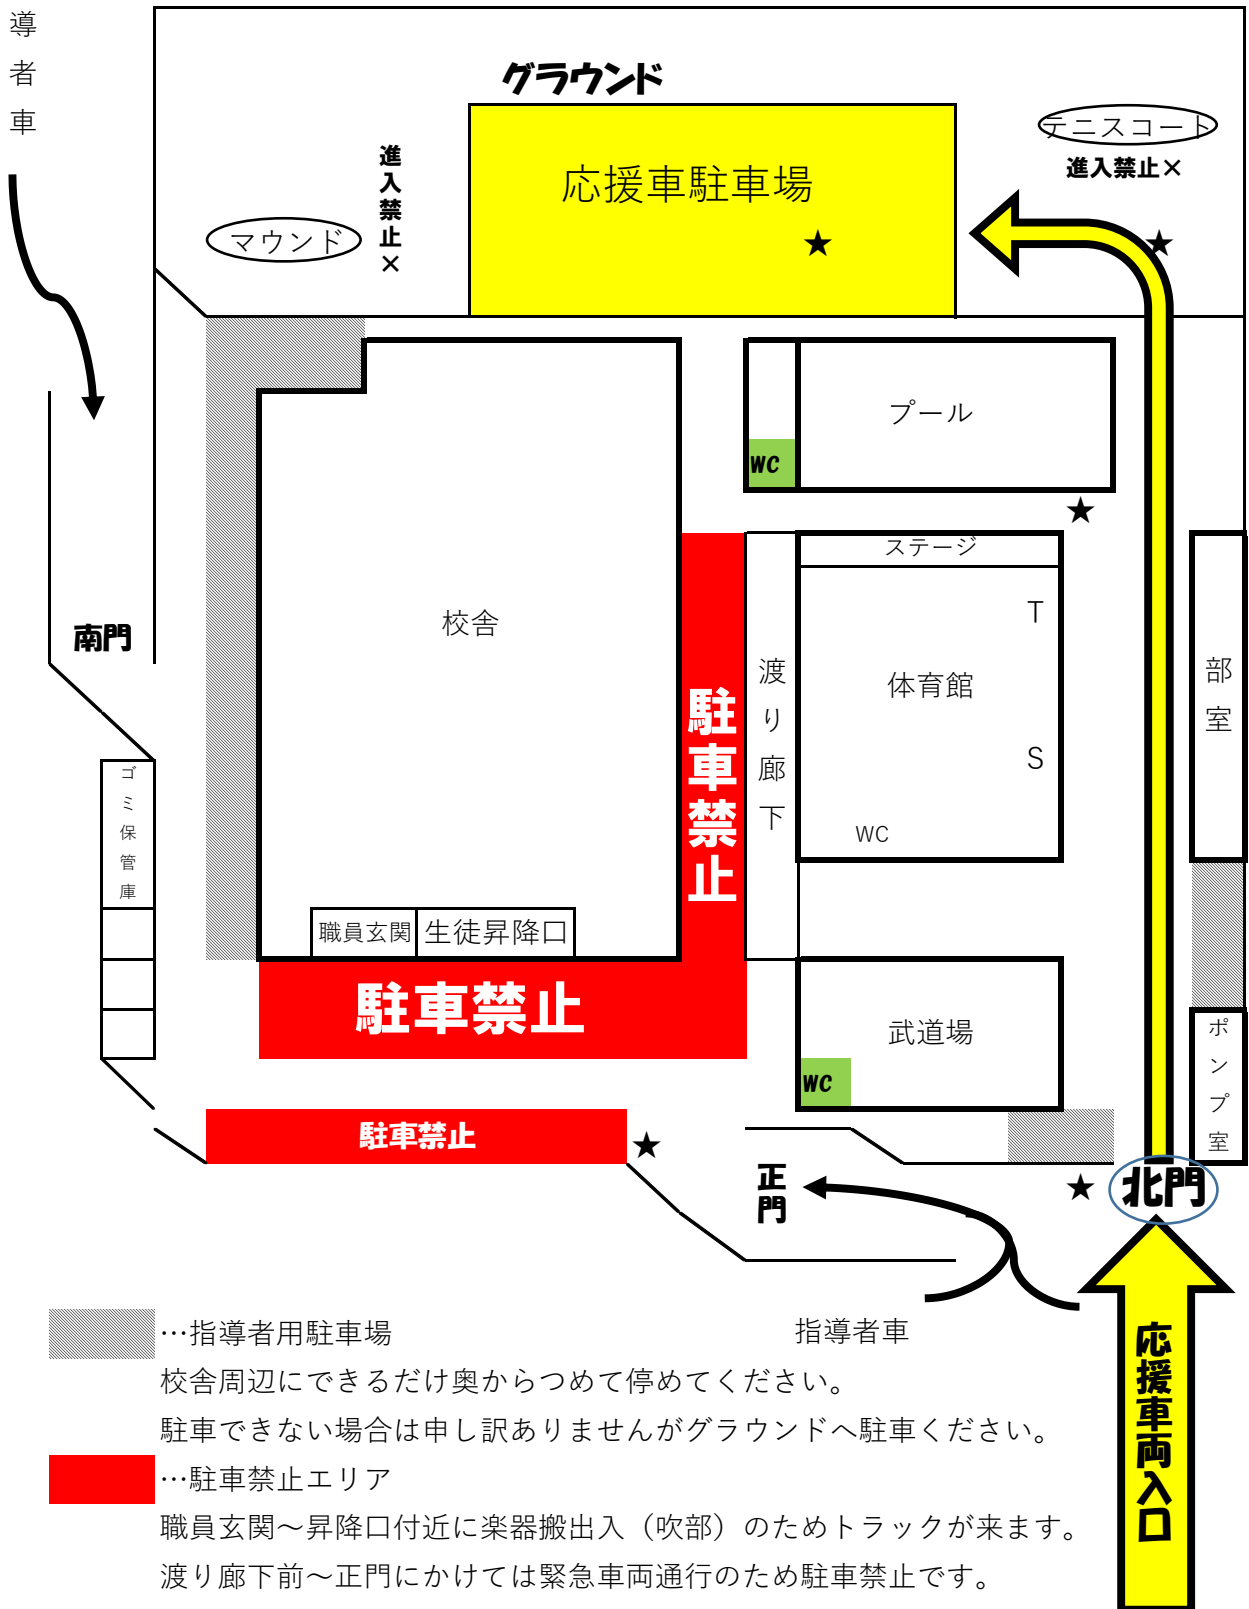 導者車
グラウンド
テニスコート
進入禁止×
進入禁止×
応援車駐車場
★
★
マウンド
プール
WC
★
ステージ
校舎
T
南門
渡り廊下
体育館
部室
駐車禁止
S
ゴミ保管庫
WC
職員玄関
生徒昇降口
駐車禁止
武道場
ポンプ室
WC
駐車禁止
★
正門
★
北門
…指導者用駐車場
指導者車
応援車両入口
校舎周辺にできるだけ奥からつめて停めてください。
駐車できない場合は申し訳ありませんがグラウンドへ駐車ください。
…駐車禁止エリア
職員玄関～昇降口付近に楽器搬出入（吹部）のためトラックが来ます。
渡り廊下前～正門にかけては緊急車両通行のため駐車禁止です。